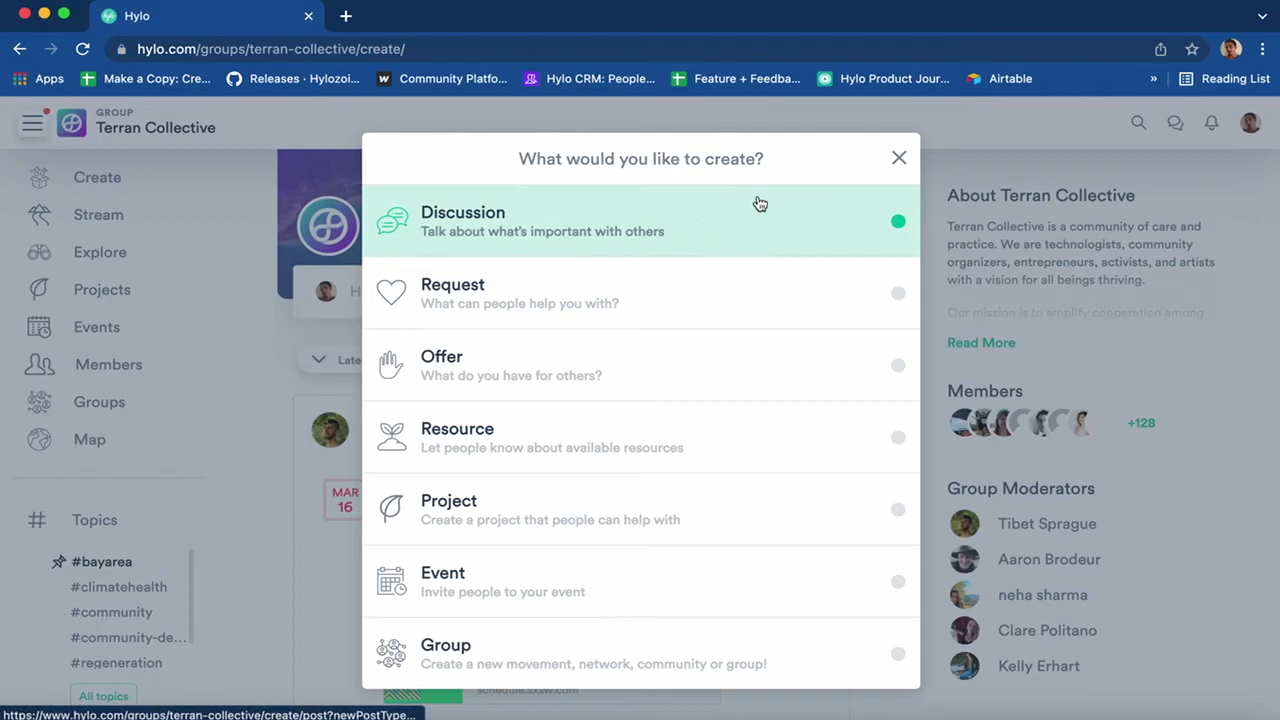 Hylo
hylo.com/groups/terran-collective/create/
Apps
Make a Copy: Cre...
Releases · Hylozoi...
Community Platfo...
Hylo CRM: People...
Feature + Feedba...
Hylo Product Jour...
Airtable
»
Reading List
GROUP
Terran Collective
Create
Stream
Explore
Projects
Events
Members
Groups
Map
Topics
#bayarea
#climatehealth
#community
#community-de...
#regeneration
All topics
What would you like to create?
Discussion
Talk about what's important with others
Request
What can people help you with?
Offer
What do you have for others?
Resource
Let people know about available resources
Project
Create a project that people can help with
Event
Invite people to your event
Group
Create a new movement, network, community or group!
H
Late
MAR
16
schedule.sxsw.com
About Terran Collective
Terran Collective is a community of care and
practice. We are technologists, community
organizers, entrepreneurs, activists, and artists
with a vision for all beings thriving.
Our mission is to amplify cooperation among
Read More
Members
+128
Group Moderators
Tibet Sprague
Aaron Brodeur
neha sharma
Clare Politano
Kelly Erhart
https://www.hylo.com/groups/terran-collective/create/post?newPostType...